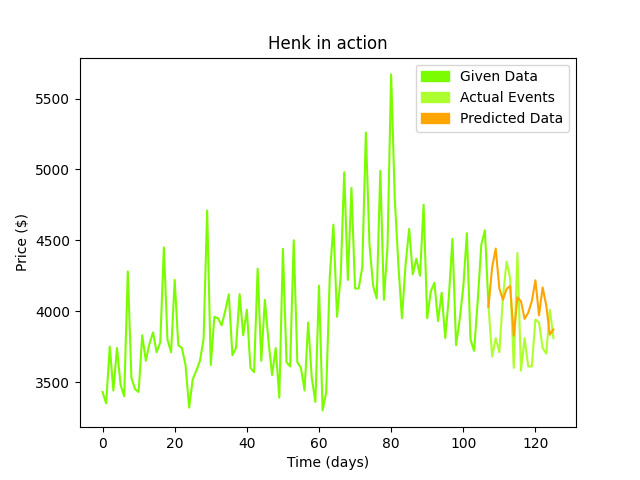 Henk in action
Given Data
Actual Events
Predicted Data
Price ($)
5500
5000
4500
4000
3500
0 20 40 60 80 100 120
Time (days)